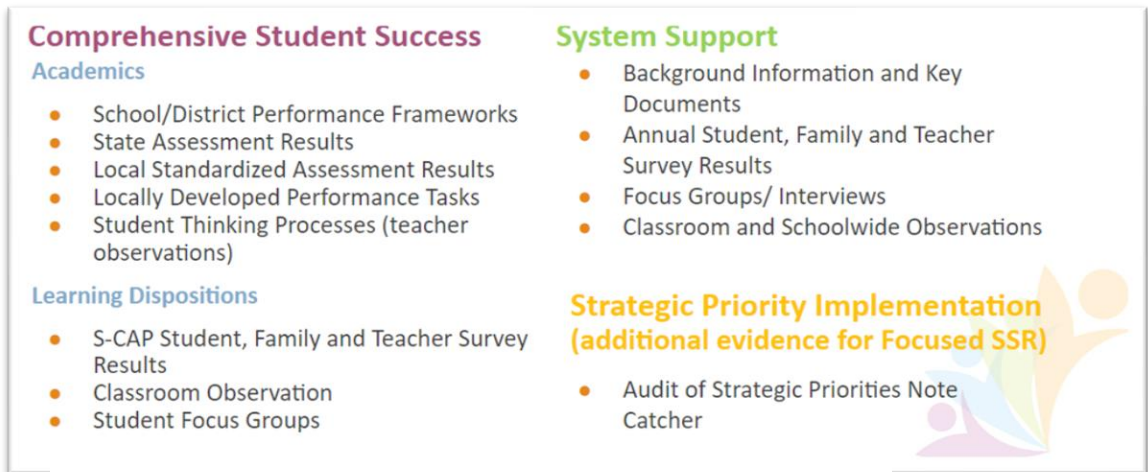 Comprehensive Student Success
Academics
● School/District Performance Frameworks
● State Assessment Results
● Local Standardized Assessment Results
● Locally Developed Performance Tasks
● Student Thinking Processes (teacher
observations)
Learning Dispositions
● S-CAP Student, Family and Teacher Survey
Results
● Classroom Observation
● Student Focus Groups
System Support
● Background Information and Key
Documents
● Annual Student, Family and Teacher
Survey Results
● Focus Groups/ Interviews
● Classroom and Schoolwide Observations
Strategic Priority Implementation
(additional evidence for Focused SSR)
● Audit of Strategic Priorities Note
Catcher